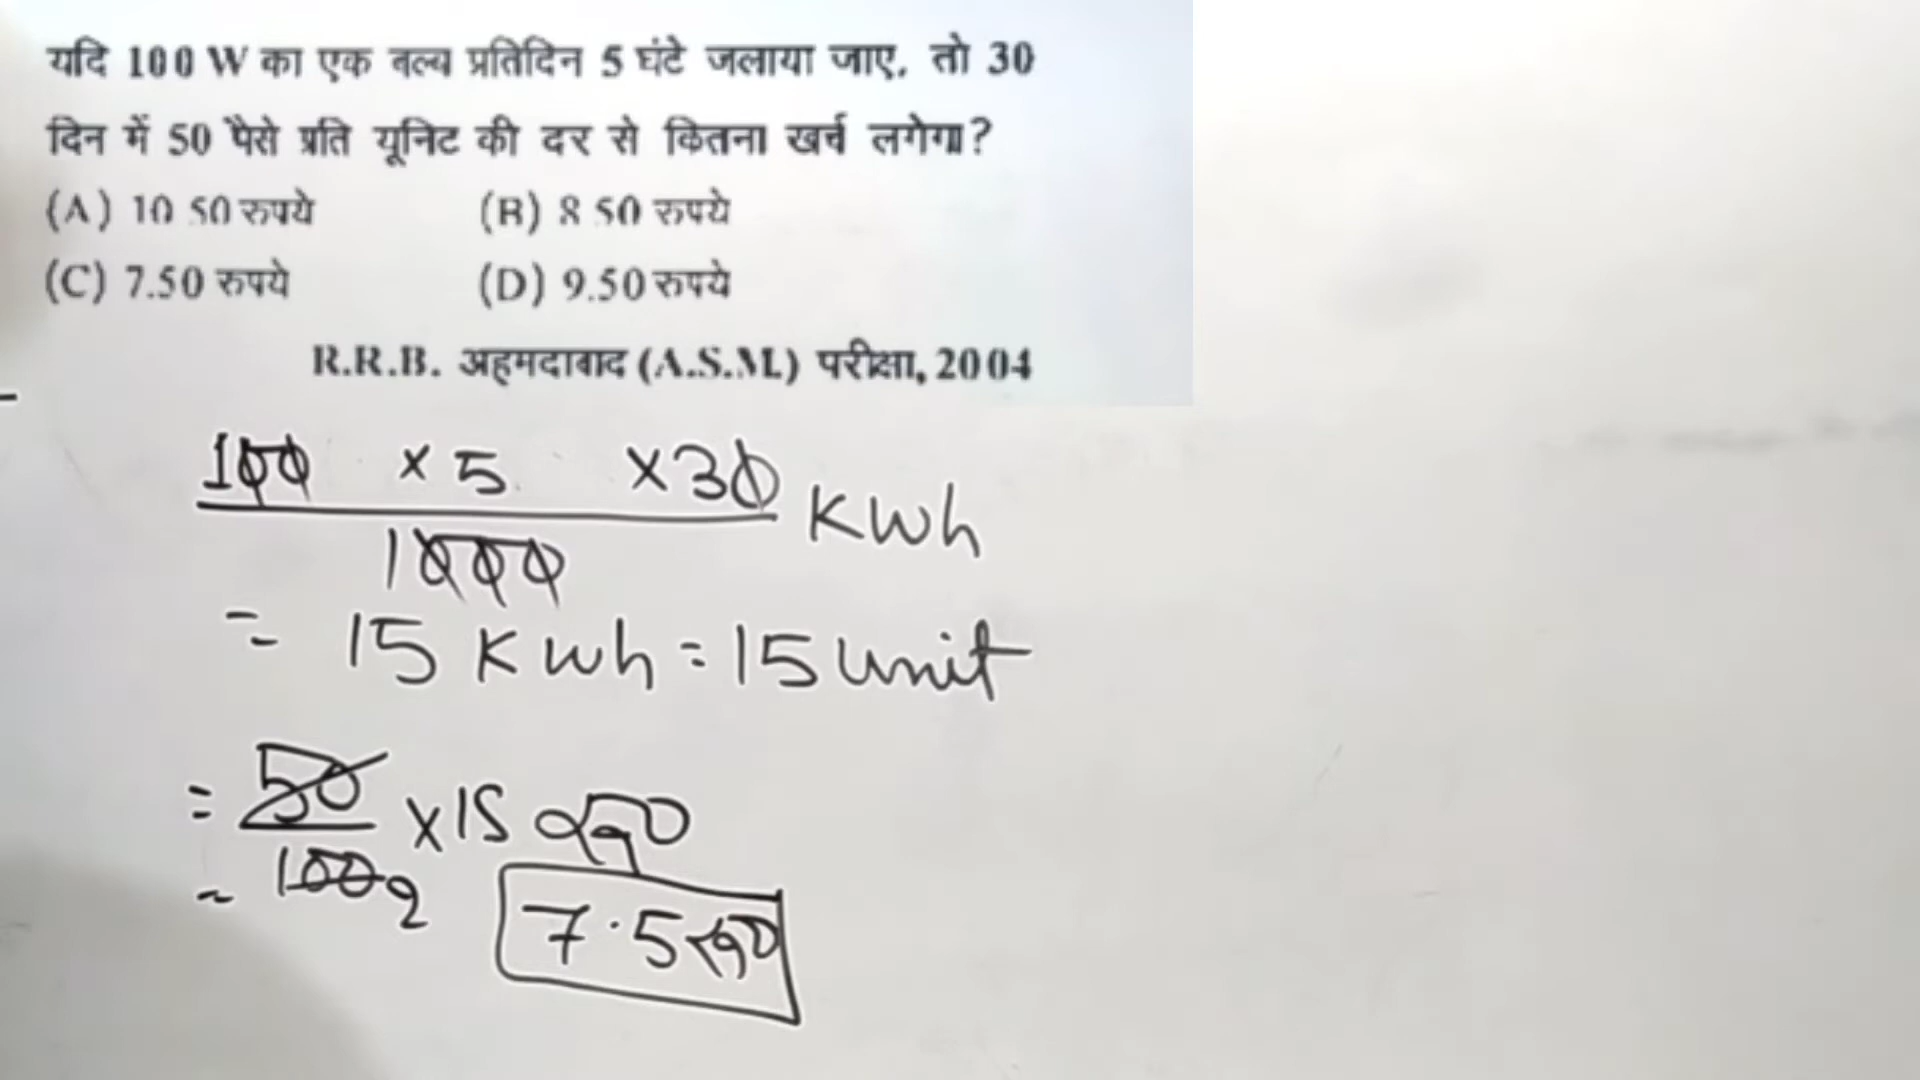 यदि 100 W का एक बल्ब प्रतिदिन 5 घंटे जलाया जाए, तो 30
दिन में 50 पैसे प्रति यूनिट की दर से कितना खर्च लगेगा?
(A) 10 50 रुपये (B) 8 50 रुपये
(C) 7.50 रुपये (D) 9.50 रुपये
R.R.B. अहमदाबाद (A.S.M.) परीक्षा, 2004
100 × 5 × 30
1000
KWh
= 15 KWh = 15 unit
= 50
100 2
× 15 रू0
= 7.5 रू0